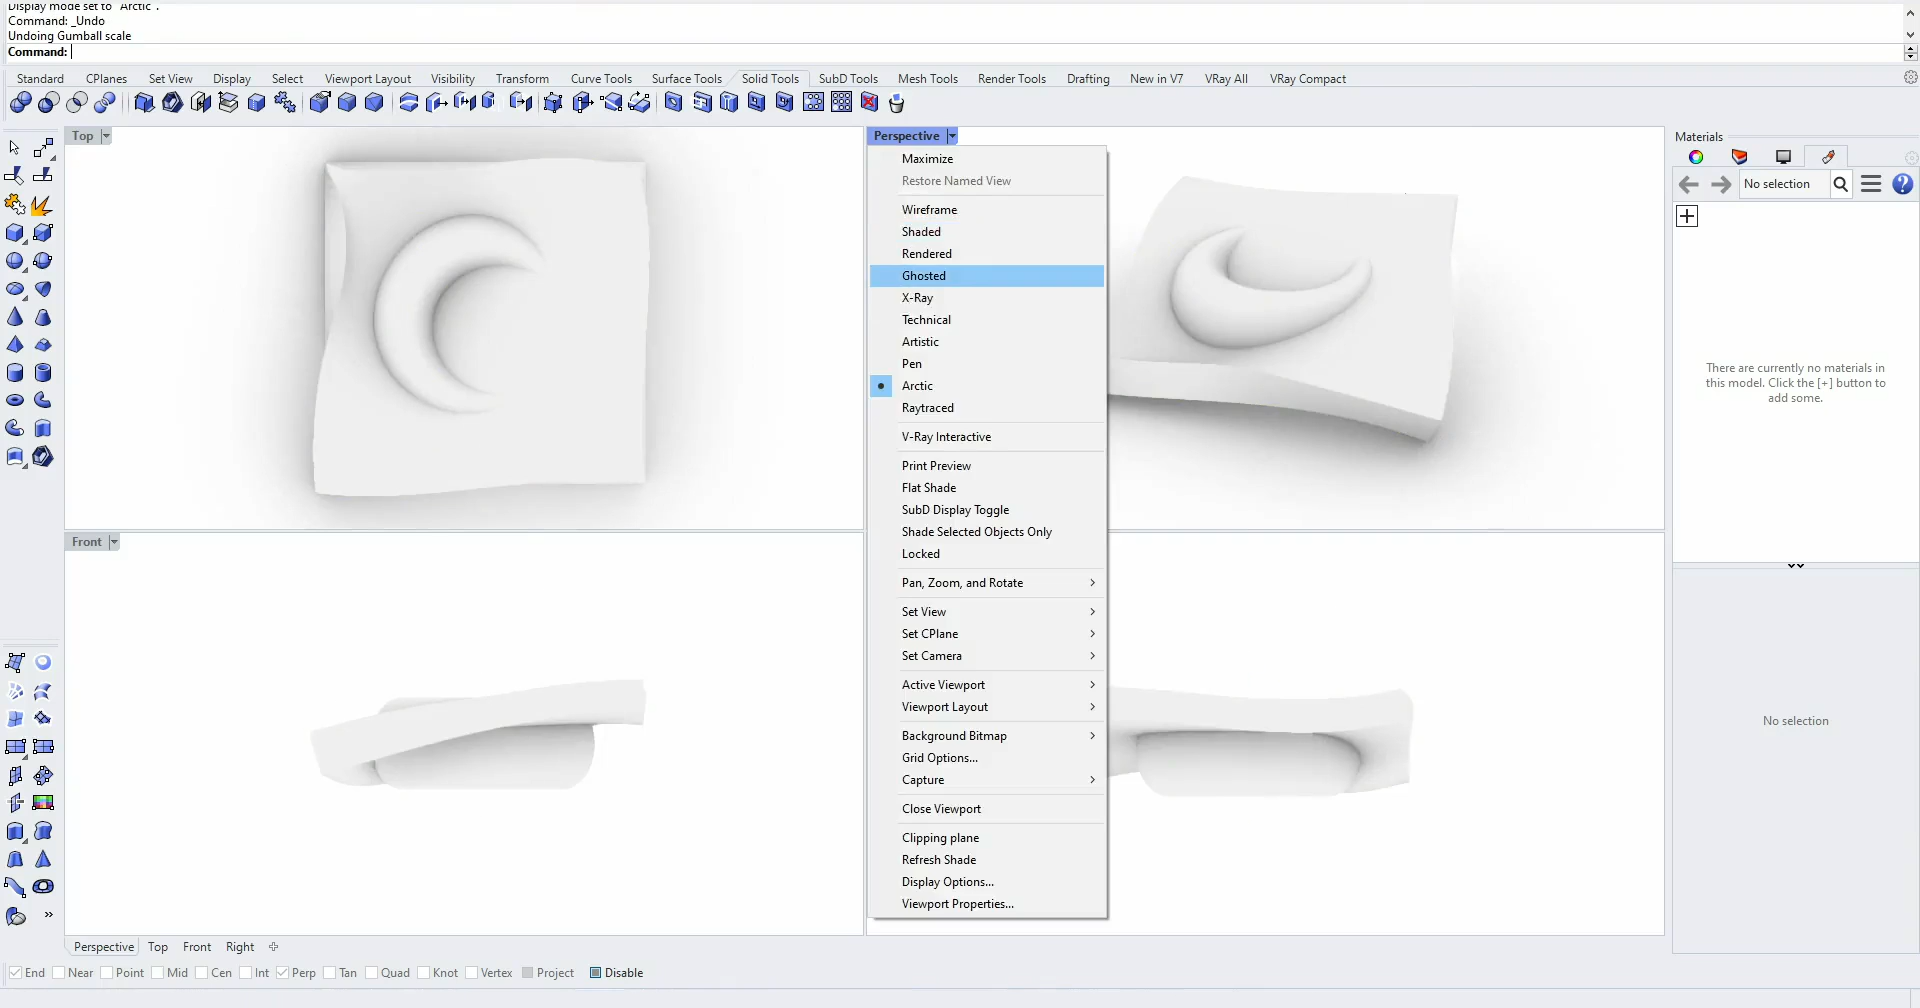 Display mode set to "Arctic".
Command: _Undo
Undoing Gumball scale
Command:
Standard CPlanes Set View Display Select Viewport Layout Visibility Transform Curve Tools Surface Tools Solid Tools SubD Tools Mesh Tools Render Tools Drafting New in V7 VRay All VRay Compact
Top
Perspective
Maximize
Restore Named View
Wireframe
Shaded
Rendered
Ghosted
X-Ray
Technical
Artistic
Pen
Arctic
Raytraced
V-Ray Interactive
Print Preview
Flat Shade
SubD Display Toggle
Shade Selected Objects Only
Locked
Pan, Zoom, and Rotate
Set View
Set CPlane
Set Camera
Active Viewport
Viewport Layout
Background Bitmap
Grid Options...
Capture
Close Viewport
Clipping plane
Refresh Shade
Display Options...
Viewport Properties...
Materials
No selection
There are currently no materials in
this model. Click the [+] button to
add some.
No selection
Front
Perspective Top Front Right
End Near Point Mid Cen Int Perp Tan Quad Knot Vertex Project Disable